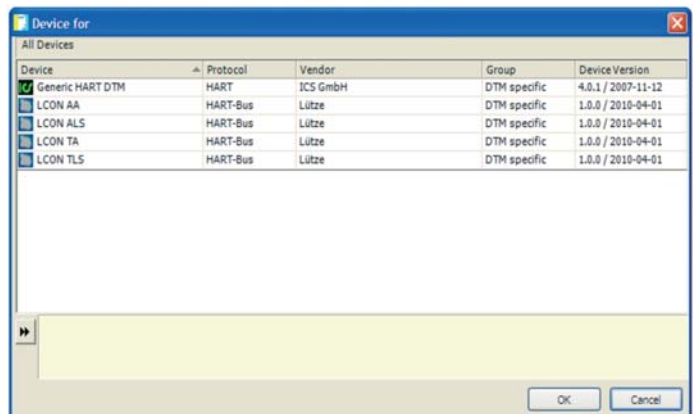 Device for
All Devices
Device Protocol Vendor Group Device Version
Generic HART DTM HART ICS GmbH DTM specific 4.0.1 / 2007-11-12
LCON AA HART-Bus Lütze DTM specific 1.0.0 / 2010-04-01
LCON ALS HART-Bus Lütze DTM specific 1.0.0 / 2010-04-01
LCON TA HART-Bus Lütze DTM specific 1.0.0 / 2010-04-01
LCON TLS HART-Bus Lütze DTM specific 1.0.0 / 2010-04-01
OK Cancel